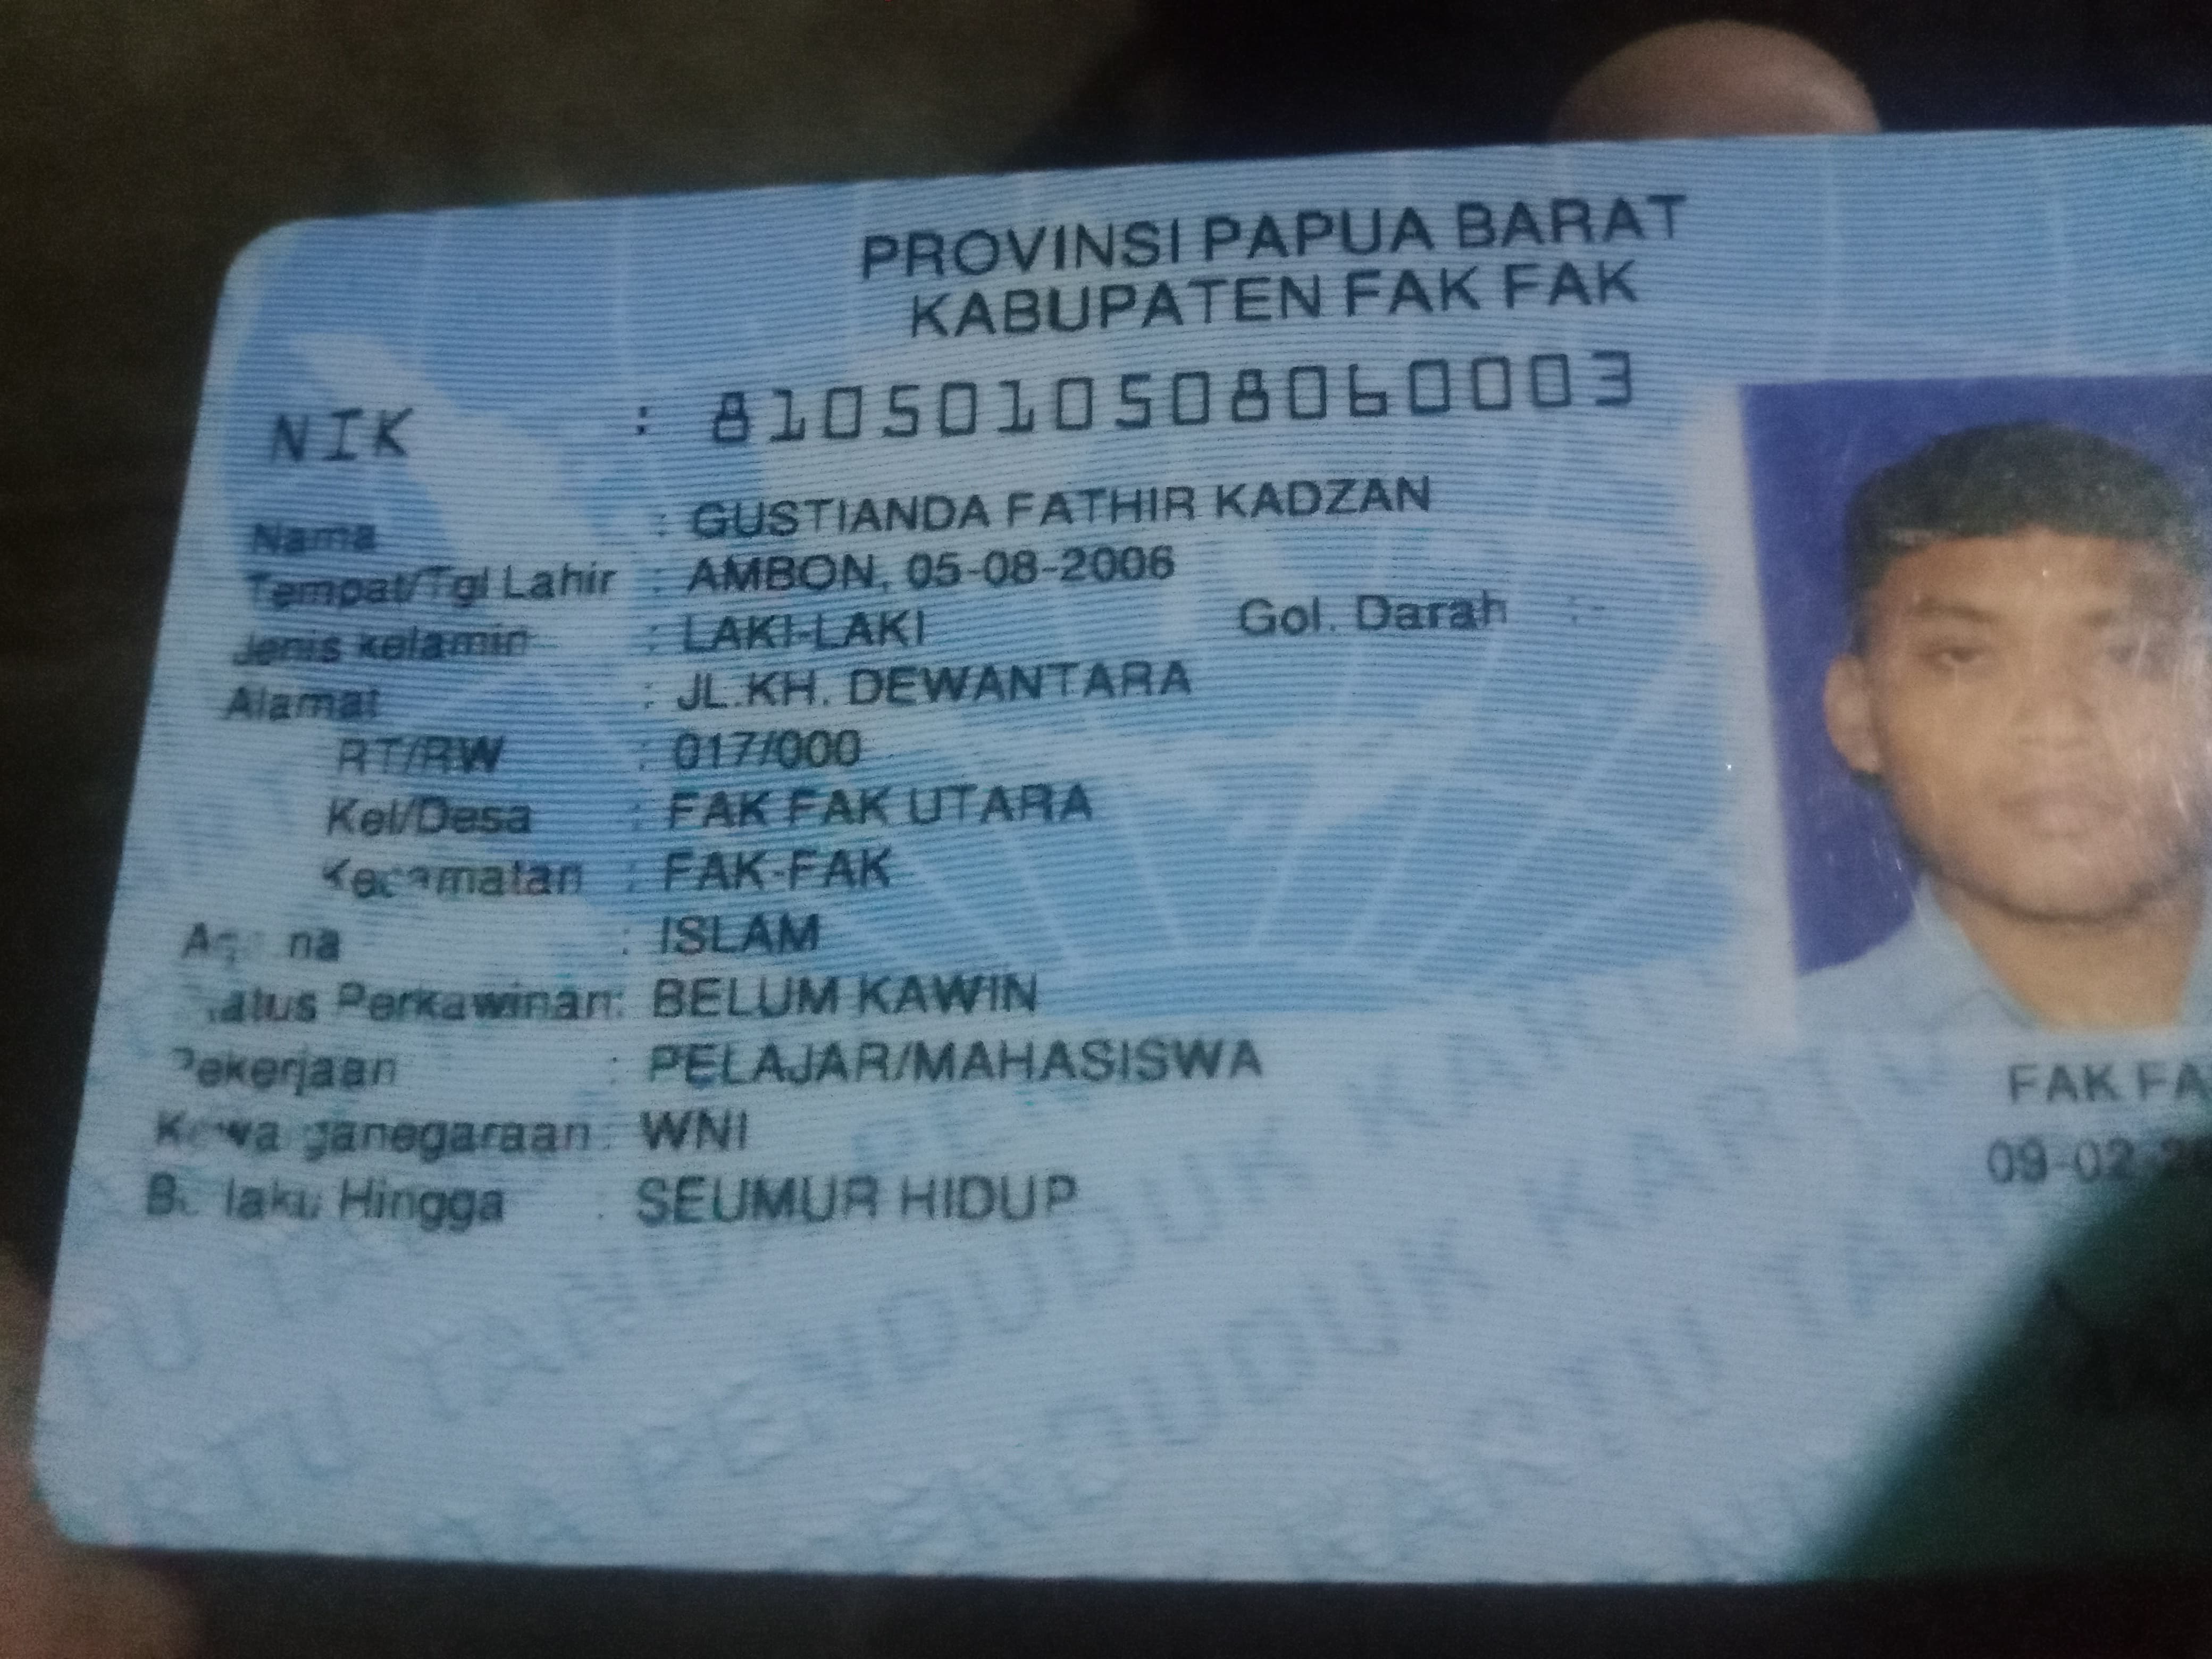 PROVINSI PAPUA BARAT
KABUPATEN FAK FAK
NIK : 8105010508060003
Nama : GUSTIANDA FATHIR KADZAN
Tempat/Tgl Lahir : AMBON, 05-08-2006
Jenis kelamin : LAKI-LAKI Gol. Darah :-
Alamat : JL.KH. DEWANTARA
RT/RW : 017/000
Kel/Desa : FAK FAK UTARA
Kecamatan : FAK-FAK
Agama : ISLAM
Status Perkawinan: BELUM KAWIN
Pekerjaan : PELAJAR/MAHASISWA
Kewarganegaraan: WNI
Berlaku Hingga : SEUMUR HIDUP
FAK FA
09-02-2